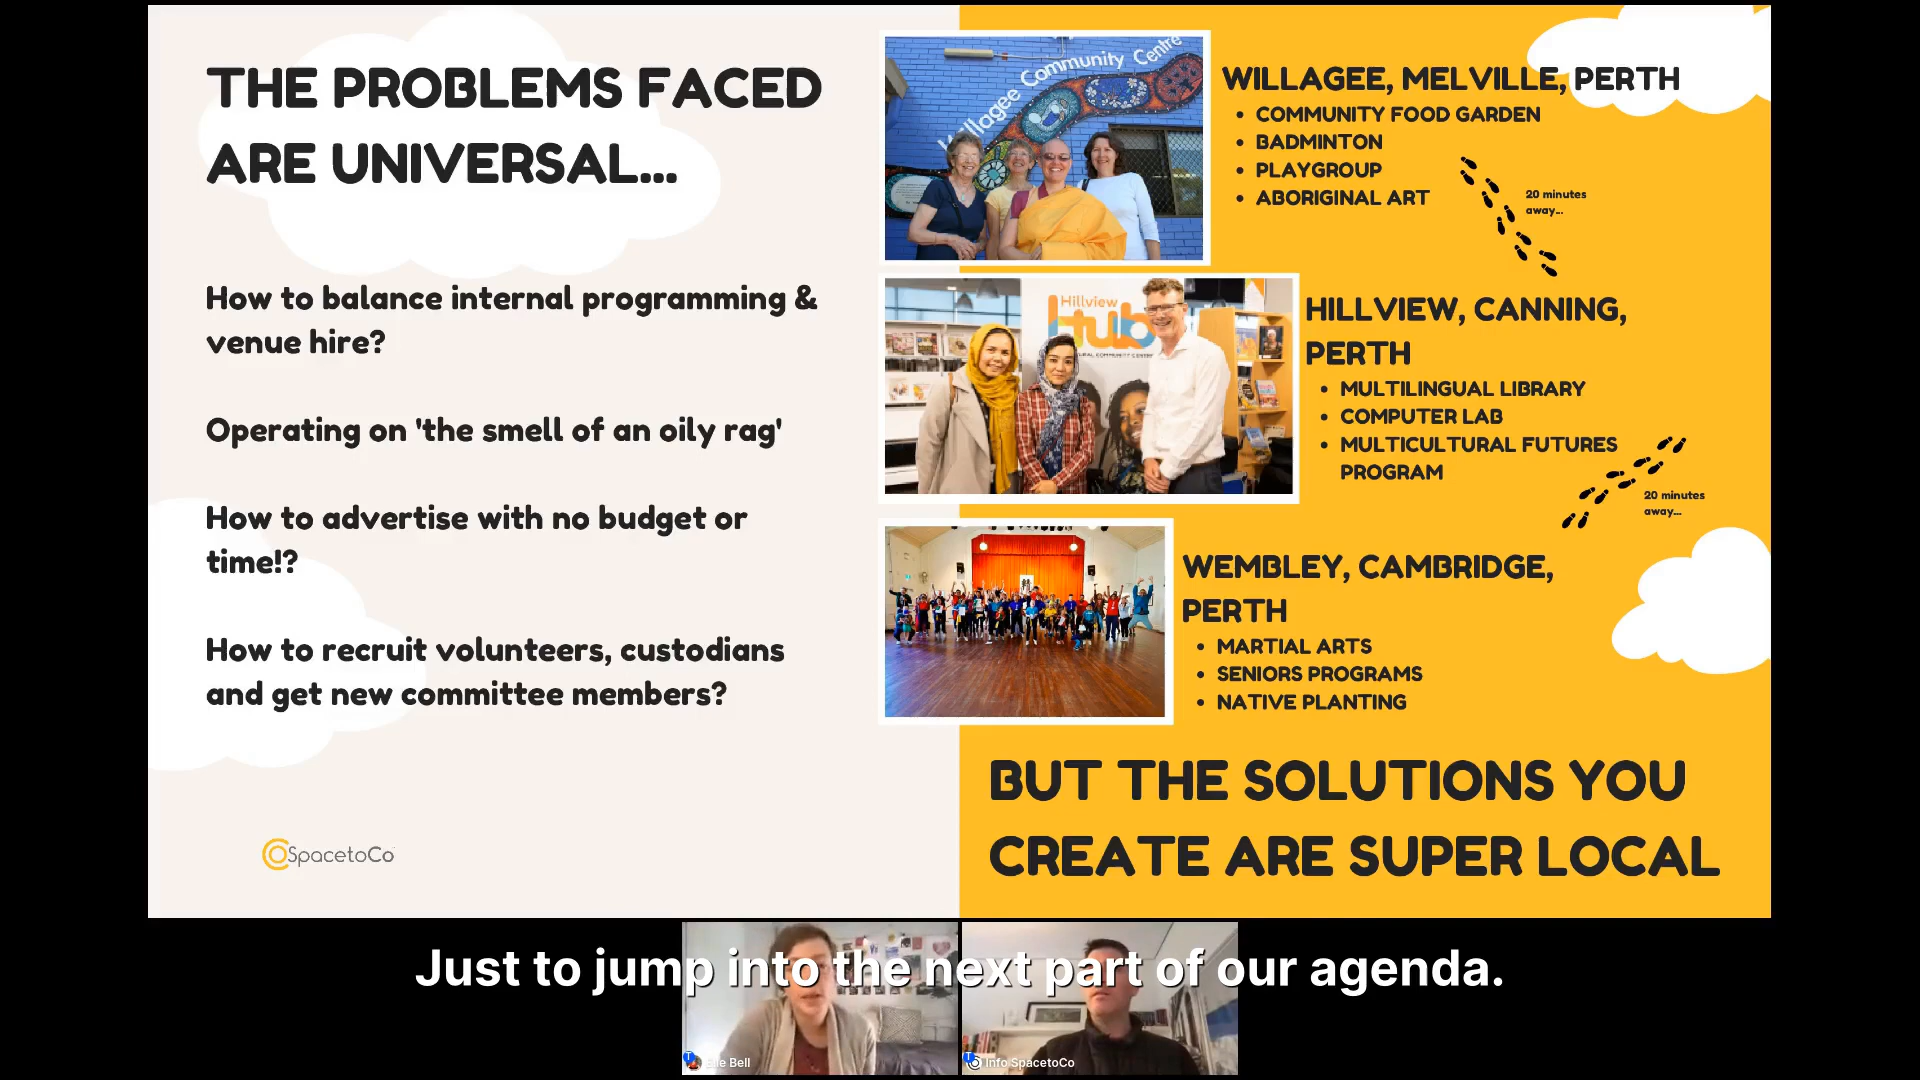 THE PROBLEMS FACED
ARE UNIVERSAL...
How to balance internal programming &
venue hire?
Operating on 'the smell of an oily rag'
How to advertise with no budget or
time!?
How to recruit volunteers, custodians
and get new committee members?
SpacetoCo
Willagee Community Centre
WILLAGEE, MELVILLE, PERTH
• COMMUNITY FOOD GARDEN
• BADMINTON
• PLAYGROUP
• ABORIGINAL ART
20 minutes
away...
Hillview
Hub
HILLVIEW, CANNING,
PERTH
• MULTILINGUAL LIBRARY
• COMPUTER LAB
• MULTICULTURAL FUTURES
PROGRAM
20 minutes
away...
WEMBLEY, CAMBRIDGE,
PERTH
• MARTIAL ARTS
• SENIORS PROGRAMS
• NATIVE PLANTING
BUT THE SOLUTIONS YOU
CREATE ARE SUPER LOCAL
Just to jump into the next part of our agenda.
Bell
Info SpacetoCo